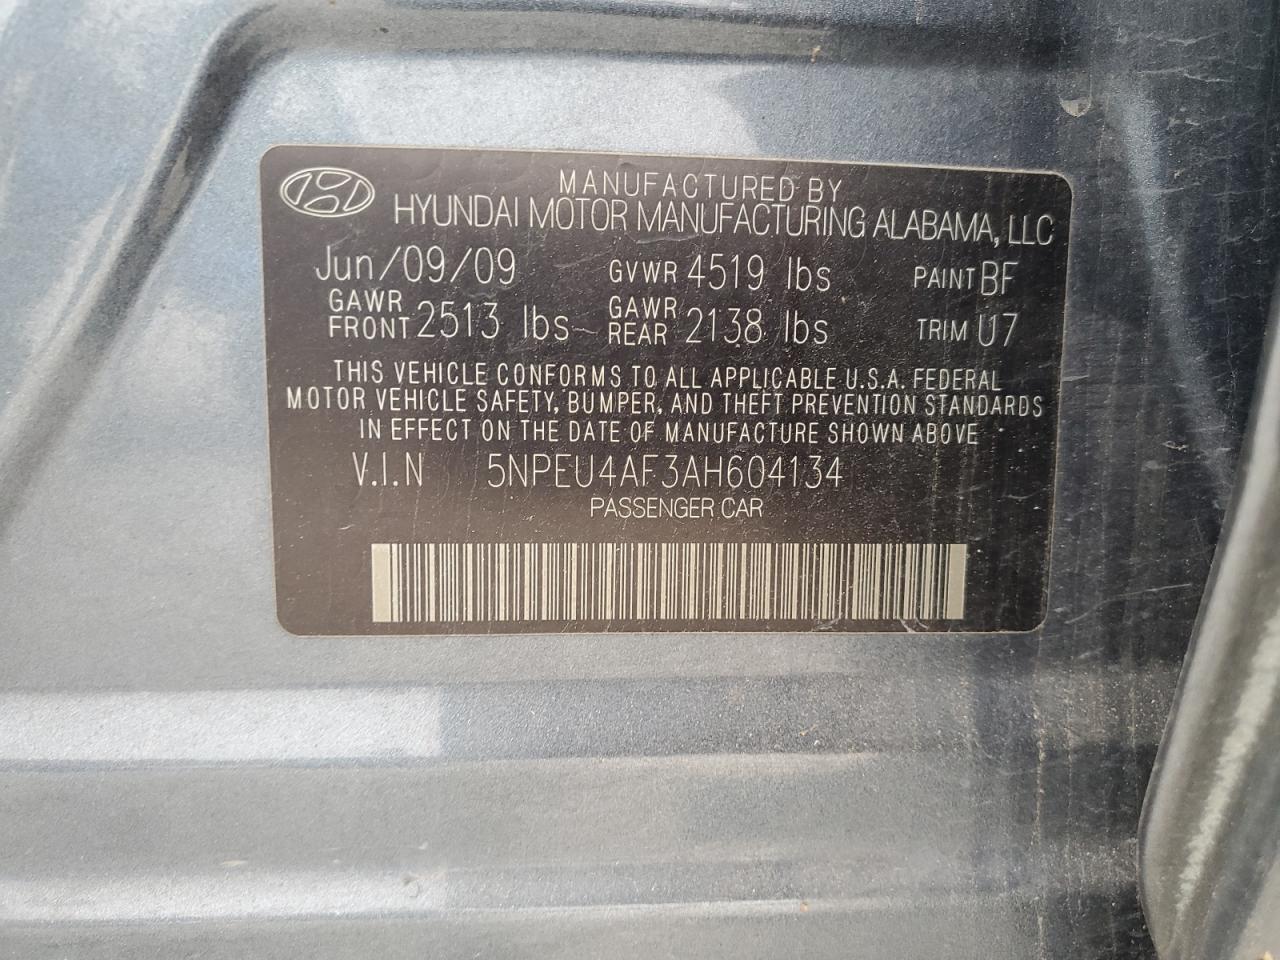 MANUFACTURED BY
HYUNDAI MOTOR MANUFACTURING ALABAMA, LLC
Jun/09/09 GVWR 4519 lbs PAINT BF
GAWR FRONT 2513 lbs GAWR REAR 2138 lbs TRIM U7
THIS VEHICLE CONFORMS TO ALL APPLICABLE U.S.A. FEDERAL
MOTOR VEHICLE SAFETY, BUMPER, AND THEFT PREVENTION STANDARDS
IN EFFECT ON THE DATE OF MANUFACTURE SHOWN ABOVE
V.I.N 5NPEU4AF3AH604134
PASSENGER CAR